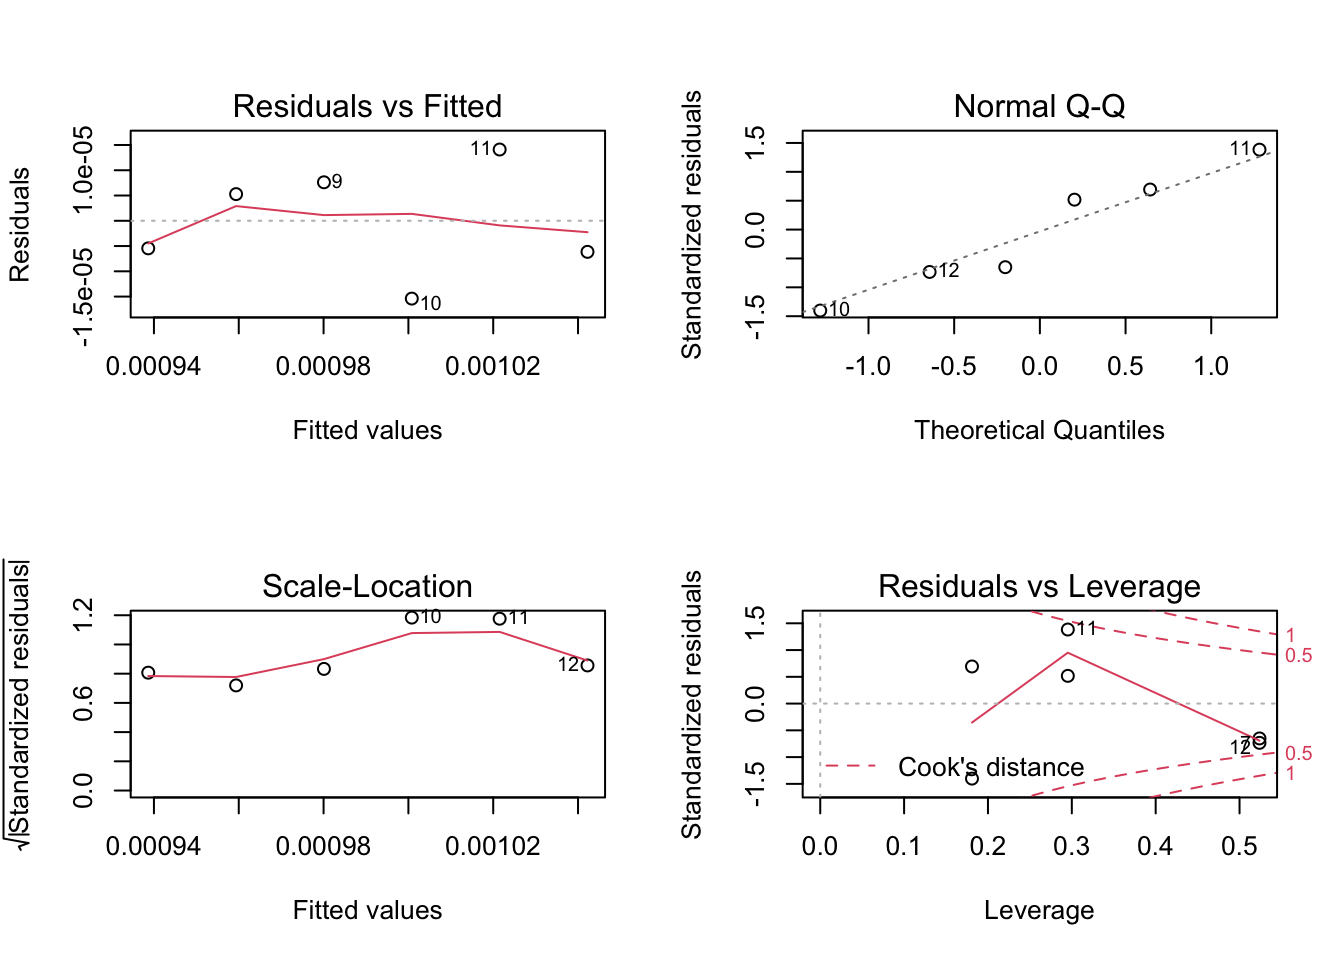 Residuals vs Fitted
Residuals
-1.5e-05 1.0e-05
11
9
10
0.00094 0.00098 0.00102
Fitted values
Normal Q-Q
Standardized residuals
-1.5 0.0 1.5
11
12
10
-1.0 -0.5 0.0 0.5 1.0
Theoretical Quantiles
Scale-Location
√|Standardized residuals|
0.0 0.6 1.2
10
11
12
0.00094 0.00098 0.00102
Fitted values
Residuals vs Leverage
Standardized residuals
-1.5 0.0 1.5
11
1
0.5
7
12
0.5
1
Cook's distance
0.0 0.1 0.2 0.3 0.4 0.5
Leverage